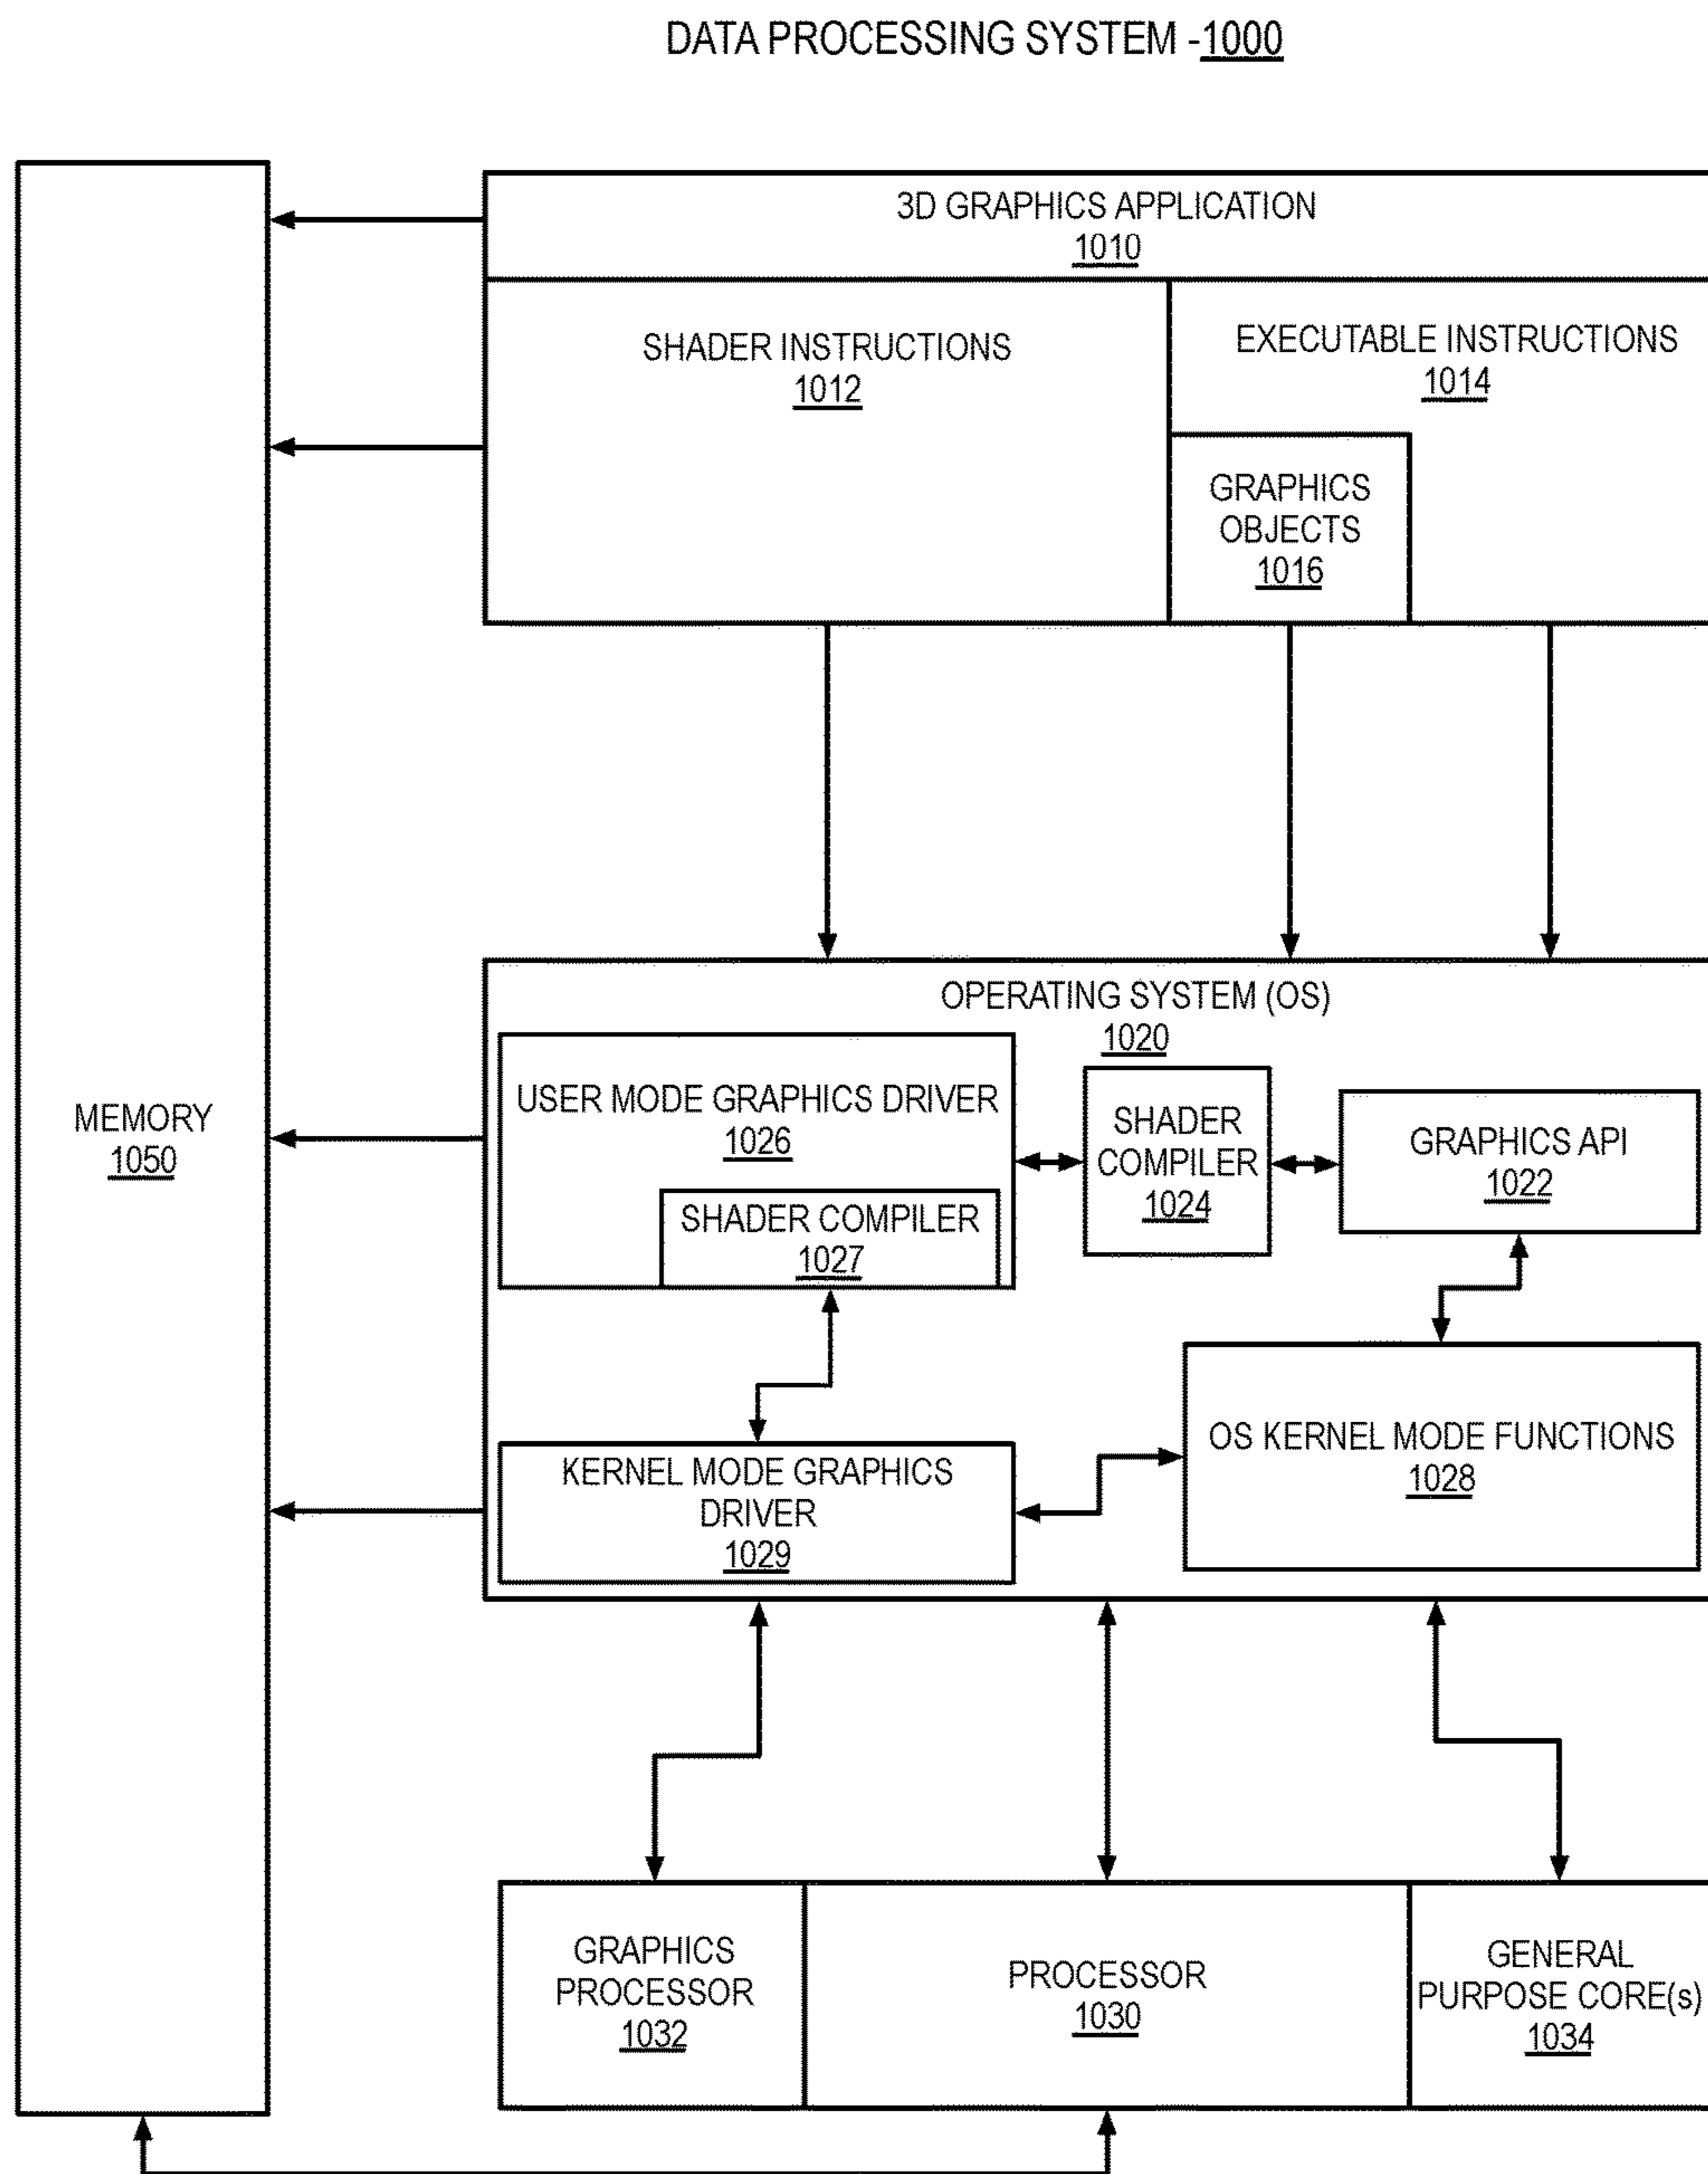 DATA PROCESSING SYSTEM -1000
3D GRAPHICS APPLICATION
1010
SHADER INSTRUCTIONS
1012
EXECUTABLE INSTRUCTIONS
1014
GRAPHICS
OBJECTS
1016
MEMORY
1050
OPERATING SYSTEM (OS)
1020
USER MODE GRAPHICS DRIVER
1026
SHADER COMPILER
1027
SHADER
COMPILER
1024
GRAPHICS API
1022
KERNEL MODE GRAPHICS
DRIVER
1029
OS KERNEL MODE FUNCTIONS
1028
GRAPHICS
PROCESSOR
1032
PROCESSOR
1030
GENERAL
PURPOSE CORE(s)
1034